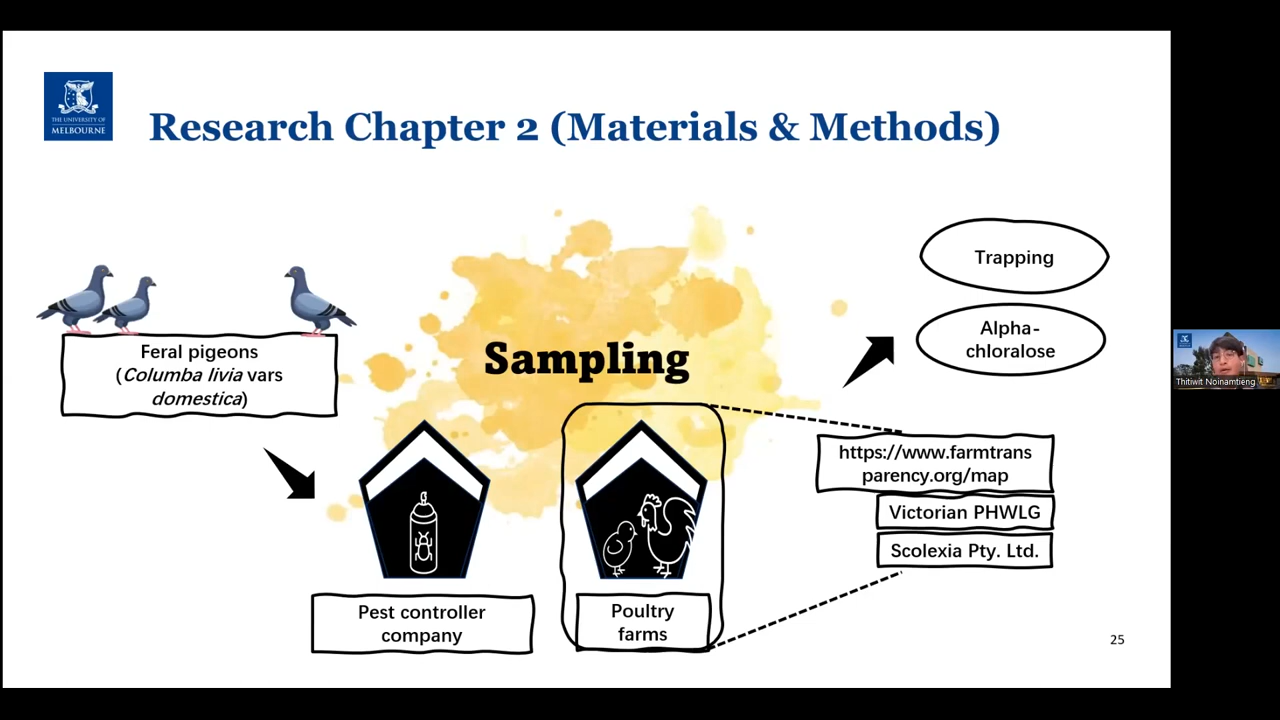 THE UNIVERSITY OF
MELBOURNE
Research Chapter 2 (Materials & Methods)
Feral pigeons
(Columba livia vars
domestica)
Sampling
Trapping
Alpha-
chloralose
https://www.farmtrans
parency.org/map
Victorian PHWLG
Scolexia Pty. Ltd.
Pest controller
company
Poultry
farms
25
Thitiwit Noinamtieng